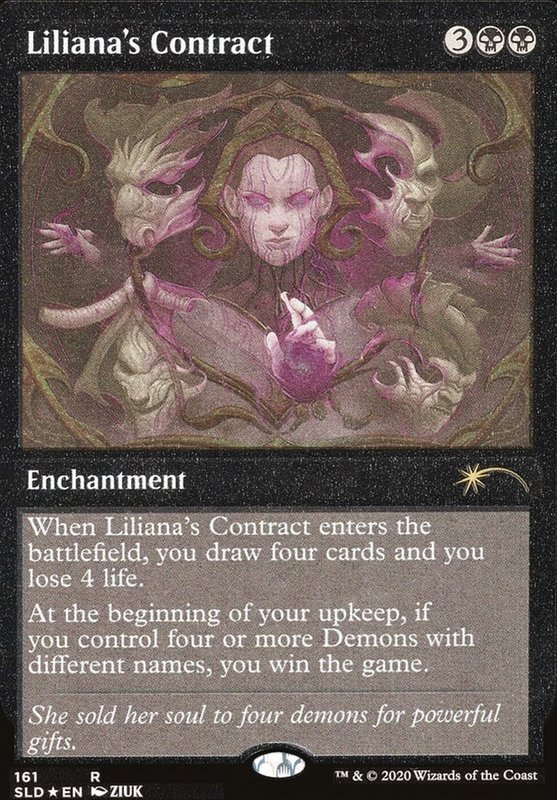 Liliana's Contract 3
Enchantment
When Liliana's Contract enters the
battlefield, you draw four cards and you
lose 4 life.
At the beginning of your upkeep, if
you control four or more Demons with
different names, you win the game.
She sold her soul to four demons for powerful
gifts.
161 R
SLD ★ EN ZIUK ™ & © 2020 Wizards of the Coast